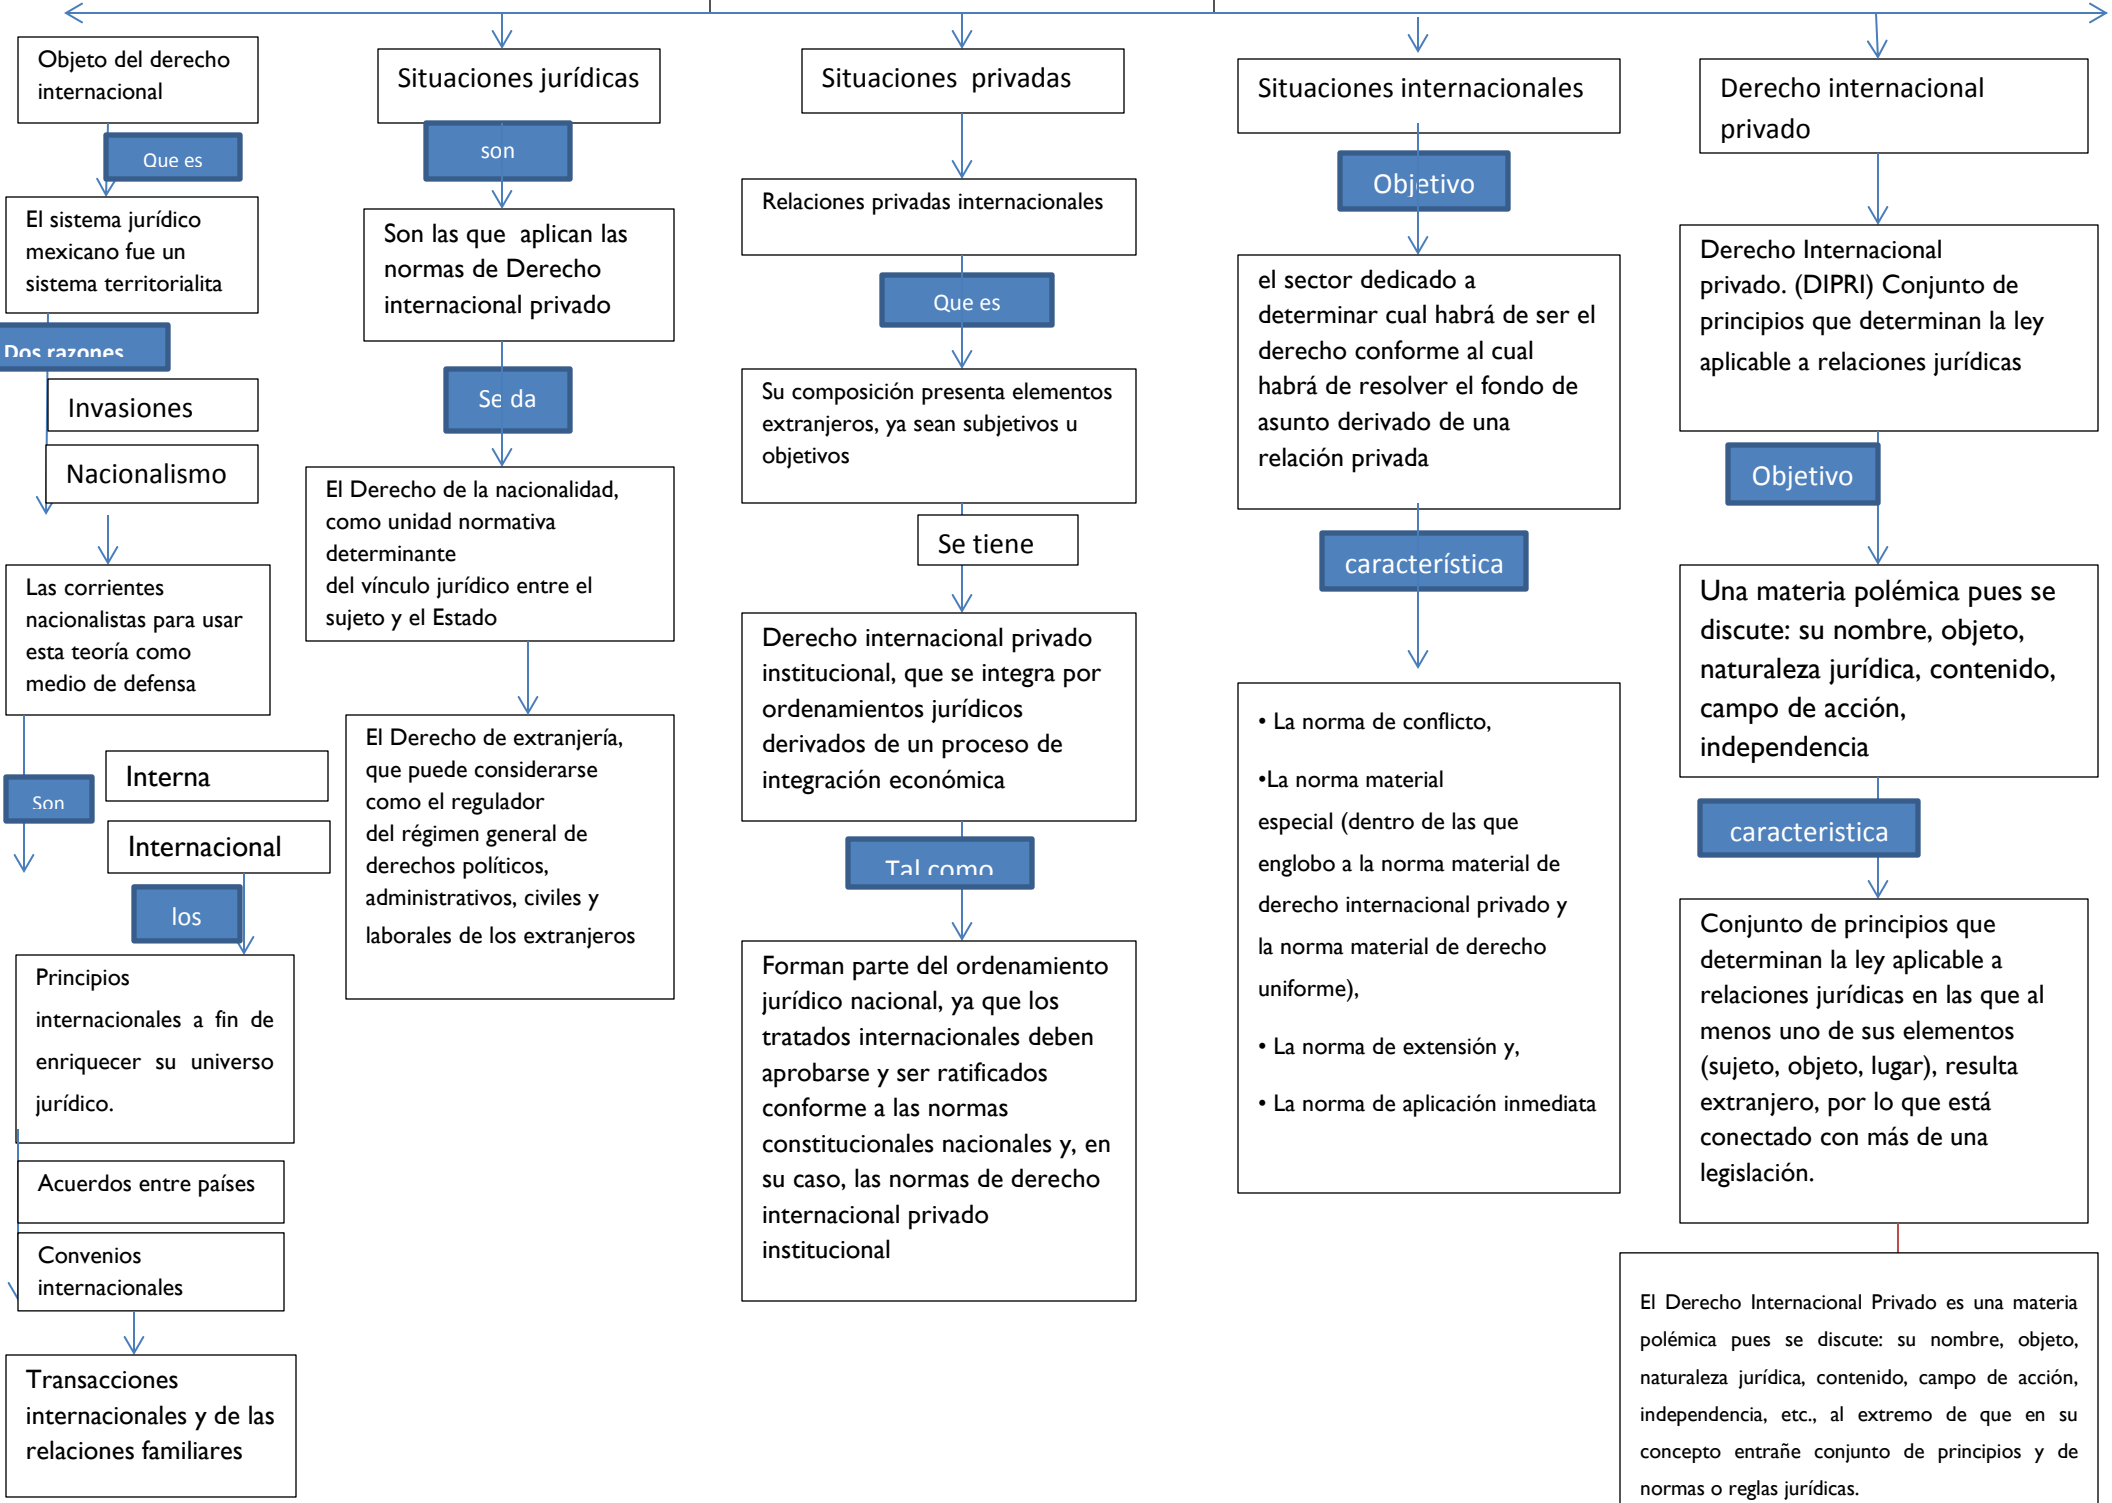 Objeto del derecho
internacional
Que es
El sistema jurídico
mexicano fue un
sistema territorialita
Dos razones
Invasiones
Nacionalismo
Las corrientes
nacionalistas para usar
esta teoría como
medio de defensa
Son
Interna
Internacional
los
Principios
internacionales a fin de
enriquecer su universo
jurídico.
Acuerdos entre países
Convenios
internacionales
Transacciones
internacionales y de las
relaciones familiares
Situaciones jurídicas
son
Son las que aplican las
normas de Derecho
internacional privado
Se da
El Derecho de la nacionalidad,
como unidad normativa
determinante
del vínculo jurídico entre el
sujeto y el Estado
El Derecho de extranjería,
que puede considerarse
como el regulador
del régimen general de
derechos políticos,
administrativos, civiles y
laborales de los extranjeros
Situaciones privadas
Relaciones privadas internacionales
Que es
Su composición presenta elementos
extranjeros, ya sean subjetivos u
objetivos
Se tiene
Derecho internacional privado
institucional, que se integra por
ordenamientos jurídicos
derivados de un proceso de
integración económica
Tal como
Forman parte del ordenamiento
jurídico nacional, ya que los
tratados internacionales deben
aprobarse y ser ratificados
conforme a las normas
constitucionales nacionales y, en
su caso, las normas de derecho
internacional privado
institucional
Situaciones internacionales
Objetivo
el sector dedicado a
determinar cual habrá de ser el
derecho conforme al cual
habrá de resolver el fondo de
asunto derivado de una
relación privada
característica
• La norma de conflicto,
•La norma material
especial (dentro de las que
englobo a la norma material de
derecho internacional privado y
la norma material de derecho
uniforme),
• La norma de extensión y,
• La norma de aplicación inmediata
Derecho internacional
privado
Derecho Internacional
privado. (DIPRI) Conjunto de
principios que determinan la ley
aplicable a relaciones jurídicas
Objetivo
Una materia polémica pues se
discute: su nombre, objeto,
naturaleza jurídica, contenido,
campo de acción,
independencia
caracteristica
Conjunto de principios que
determinan la ley aplicable a
relaciones jurídicas en las que al
menos uno de sus elementos
(sujeto, objeto, lugar), resulta
extranjero, por lo que está
conectado con más de una
legislación.
El Derecho Internacional Privado es una materia
polémica pues se discute: su nombre, objeto,
naturaleza jurídica, contenido, campo de acción,
independencia, etc., al extremo de que en su
concepto entrañe conjunto de principios y de
normas o reglas jurídicas.